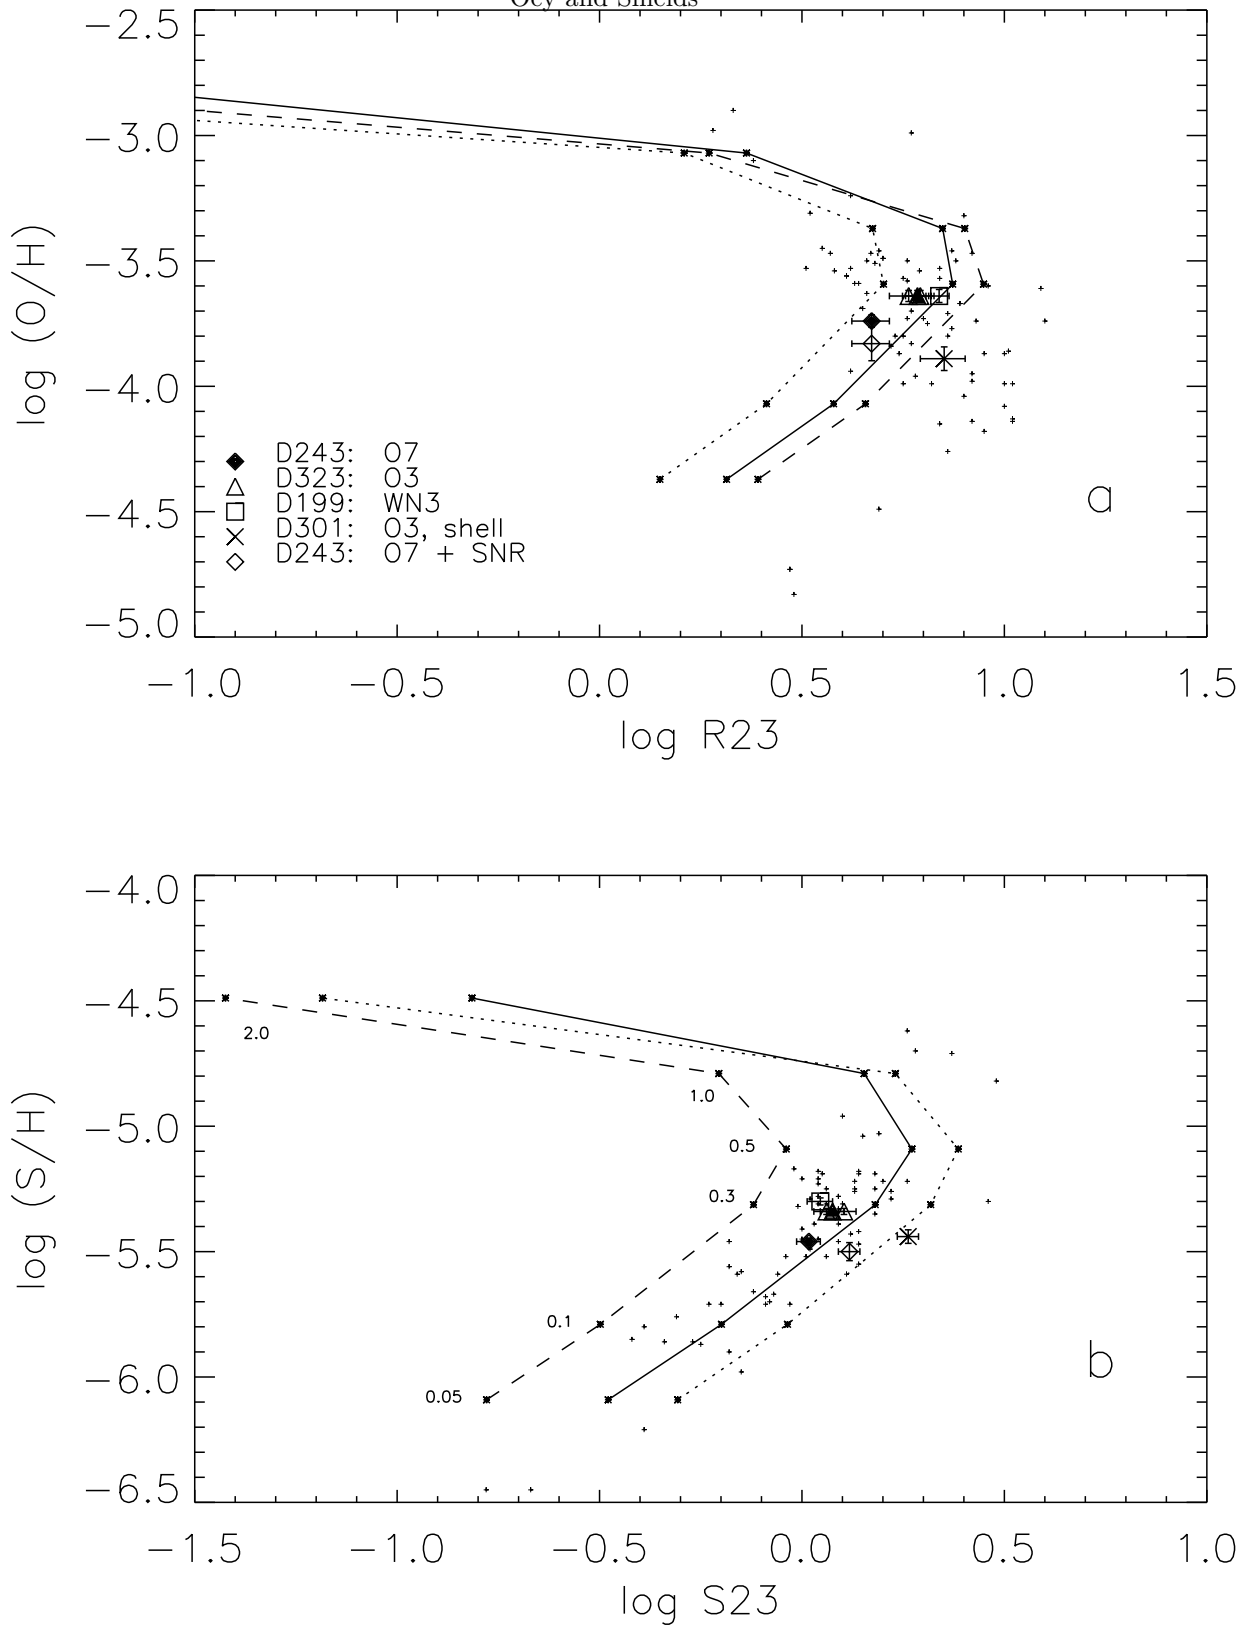 Oey and Shields
−2.5
−3.0
−3.5
−4.0
−4.5
−5.0
log (O/H)
D243: O7
D323: O3
D199: WN3
D301: O3, shell
D243: O7 + SNR
a
−1.0 −0.5 0.0 0.5 1.0 1.5
log R23
−4.0
−4.5
−5.0
−5.5
−6.0
−6.5
log (S/H)
2.0
1.0
0.5
0.3
0.1
0.05
b
−1.5 −1.0 −0.5 0.0 0.5 1.0
log S23